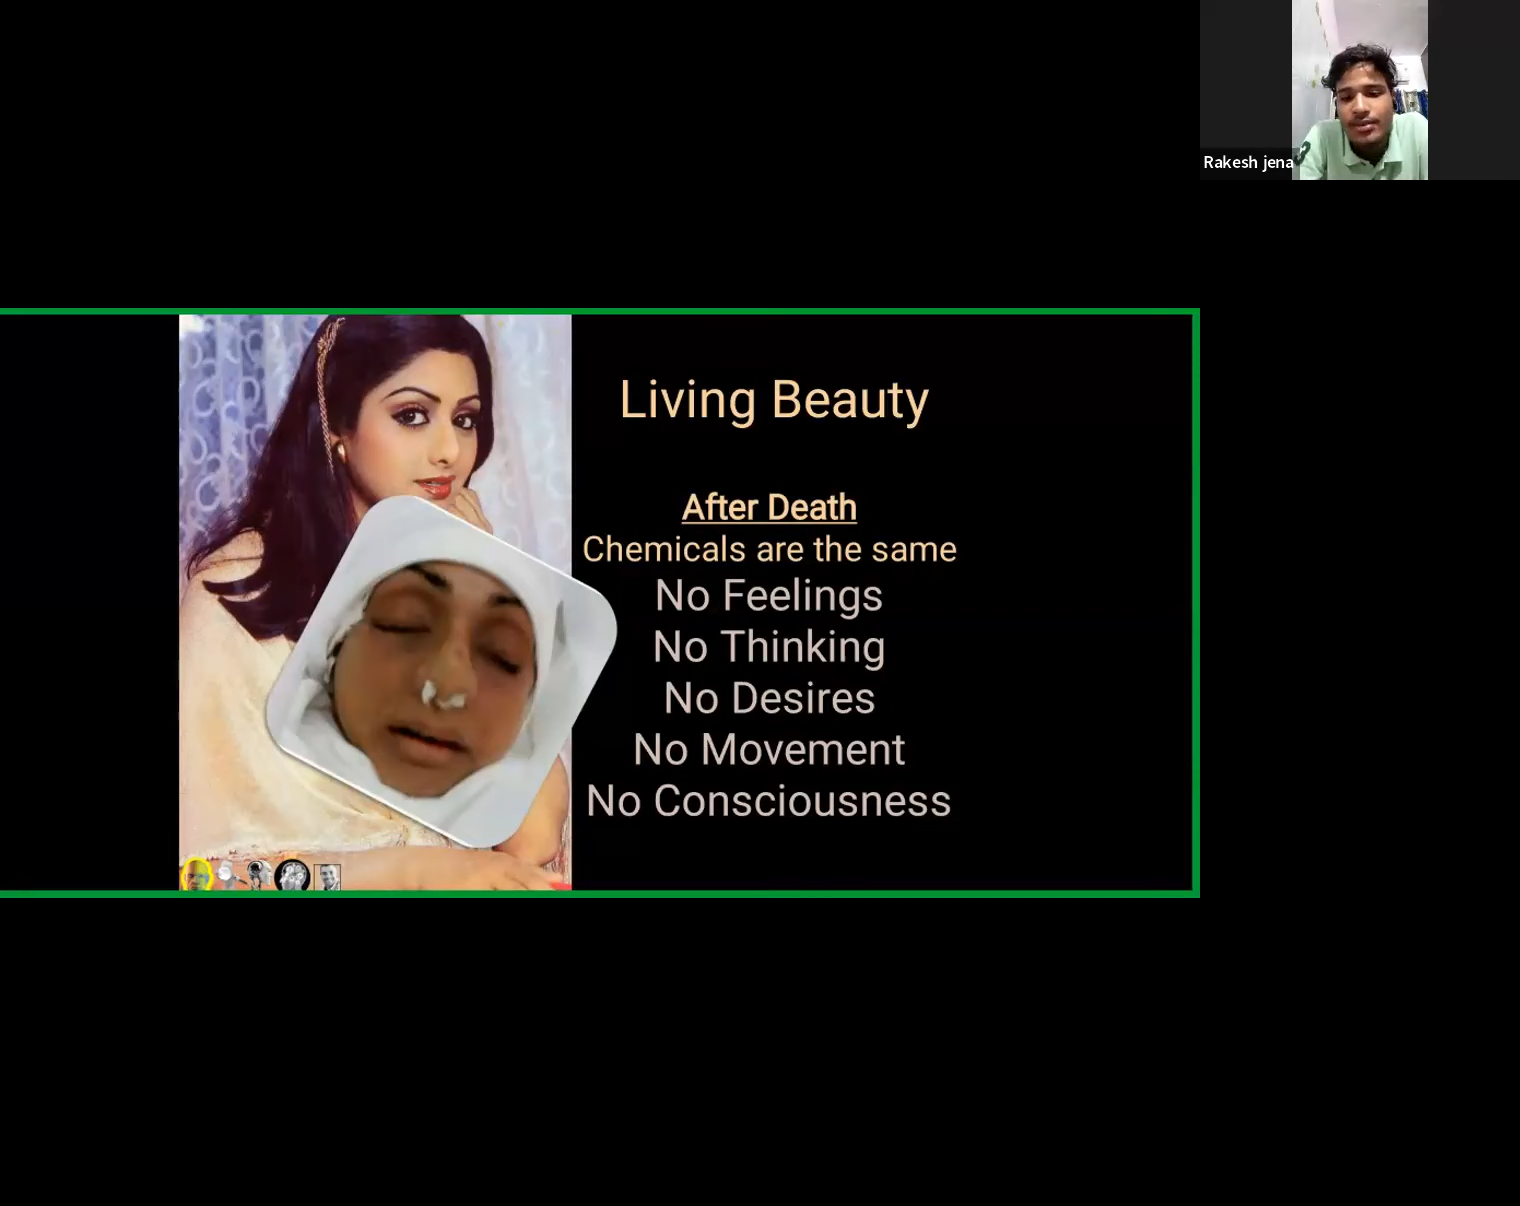 Rakesh jena
Living Beauty
After Death
Chemicals are the same
No Feelings
No Thinking
No Desires
No Movement
No Consciousness